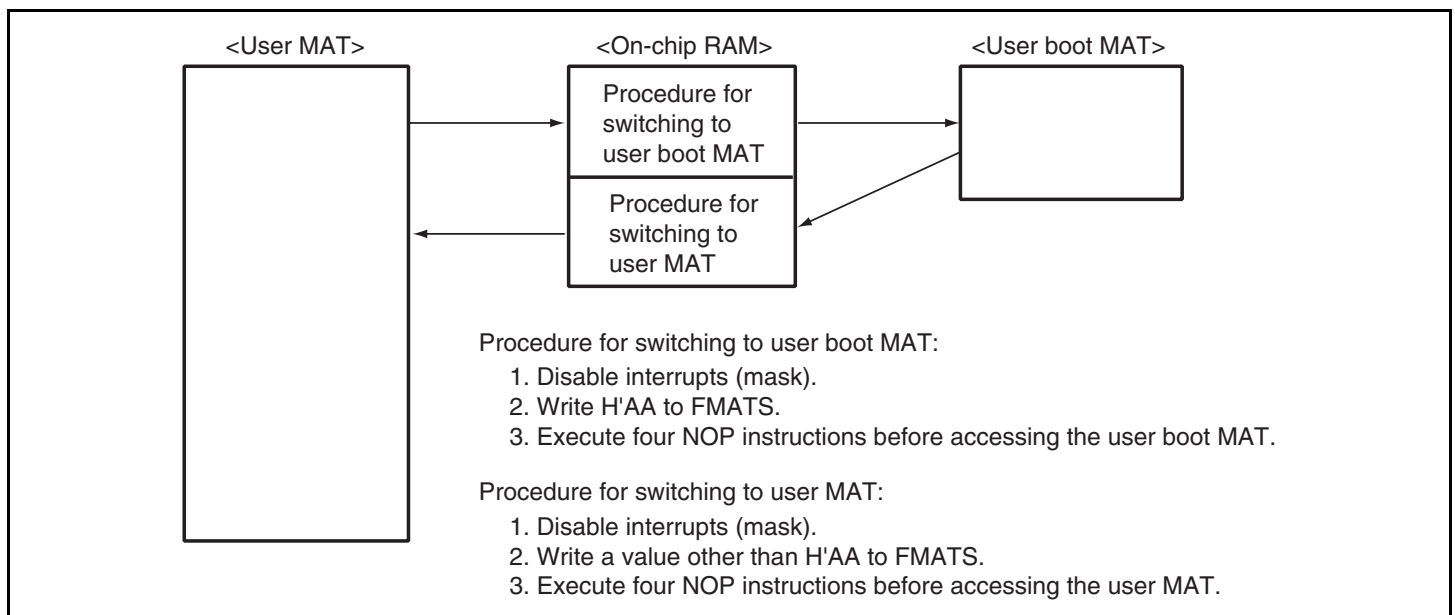 <User MAT>
<On-chip RAM>
<User boot MAT>
Procedure for
switching to
user boot MAT
Procedure for
switching to
user MAT
Procedure for switching to user boot MAT:
1. Disable interrupts (mask).
2. Write H'AA to FMATS.
3. Execute four NOP instructions before accessing the user boot MAT.
Procedure for switching to user MAT:
1. Disable interrupts (mask).
2. Write a value other than H'AA to FMATS.
3. Execute four NOP instructions before accessing the user MAT.